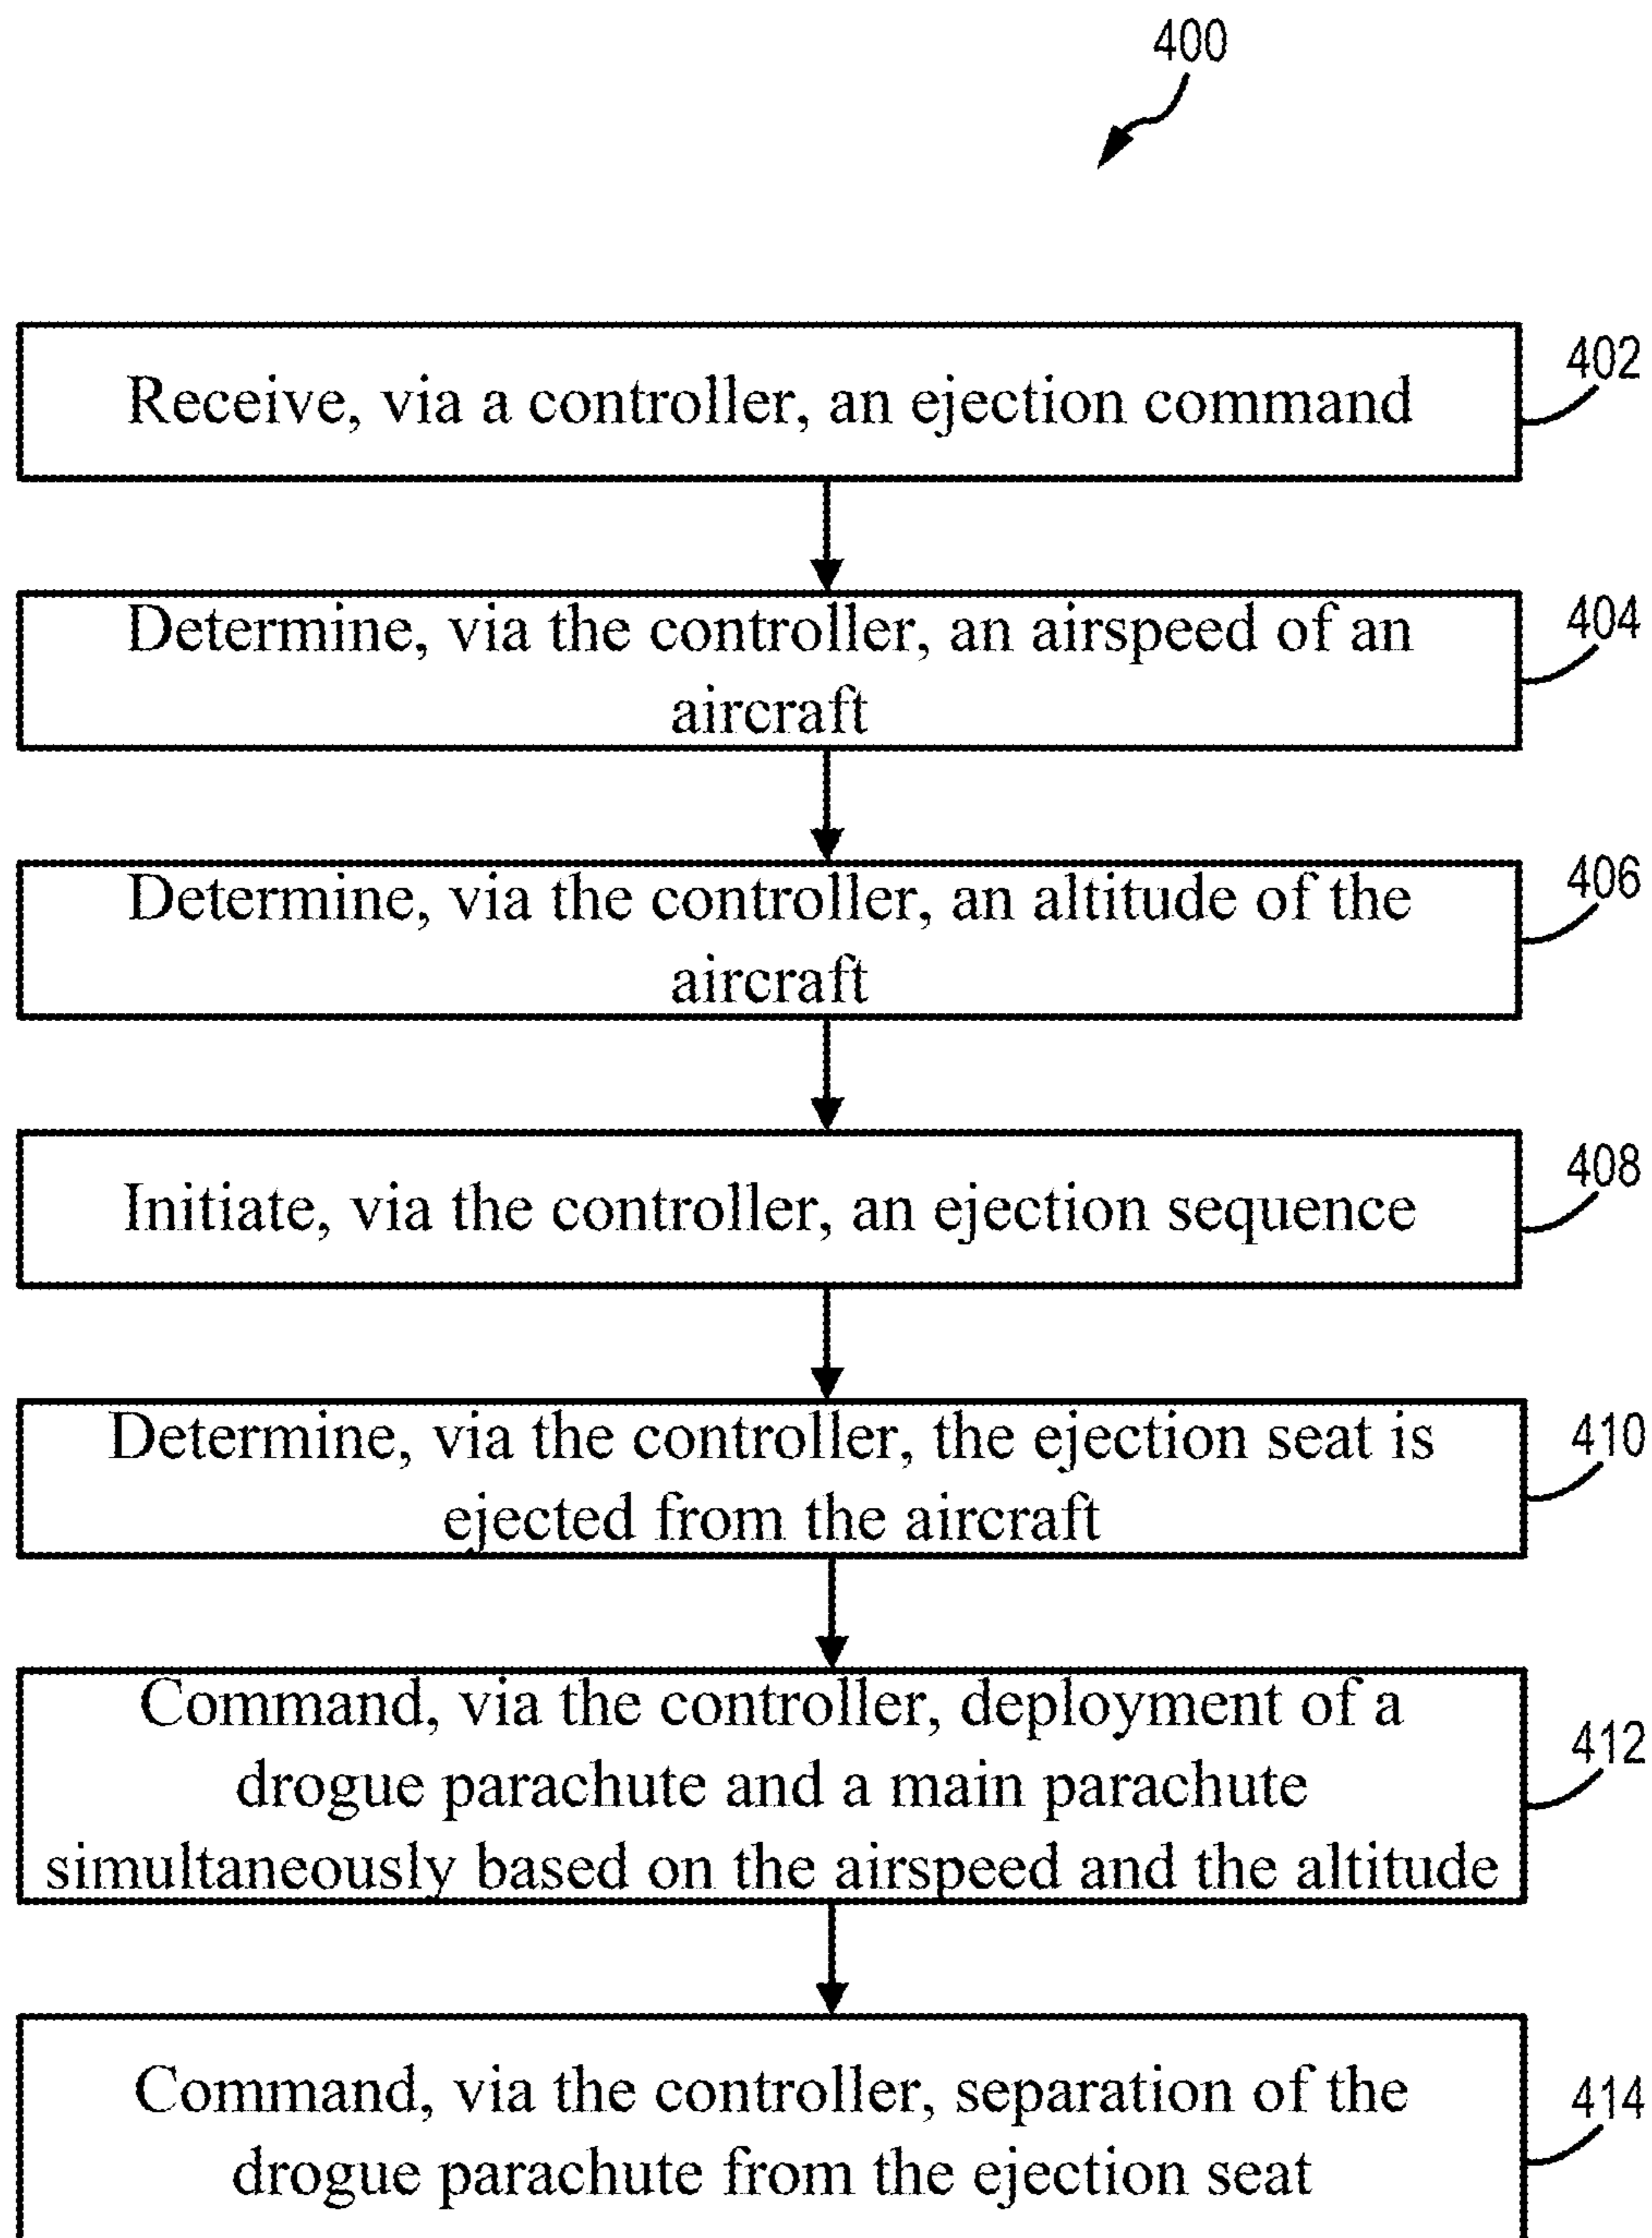 400
Receive, via a controller, an ejection command
402
Determine, via the controller, an airspeed of an
aircraft
404
Determine, via the controller, an altitude of the
aircraft
406
Initiate, via the controller, an ejection sequence
408
Determine, via the controller, the ejection seat is
ejected from the aircraft
410
Command, via the controller, deployment of a
drogue parachute and a main parachute
simultaneously based on the airspeed and the altitude
412
Command, via the controller, separation of the
drogue parachute from the ejection seat
414